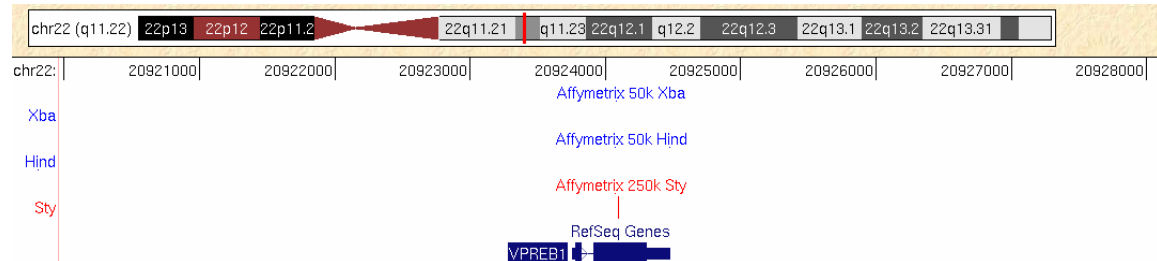 chr22 (q11.22) 22p13 22p12 22p11.2 22q11.21 q11.23 22q12.1 q12.2 22q12.3 22q13.1 22q13.2 22q13.31
chr22: 20921000 20922000 20923000 20924000 20925000 20926000 20927000 20928000
Affymetrix 50k Xba
Xba
Affymetrix 50k Hind
Hind
Affymetrix 250k Sty
Sty
RefSeq Genes
VPREB1